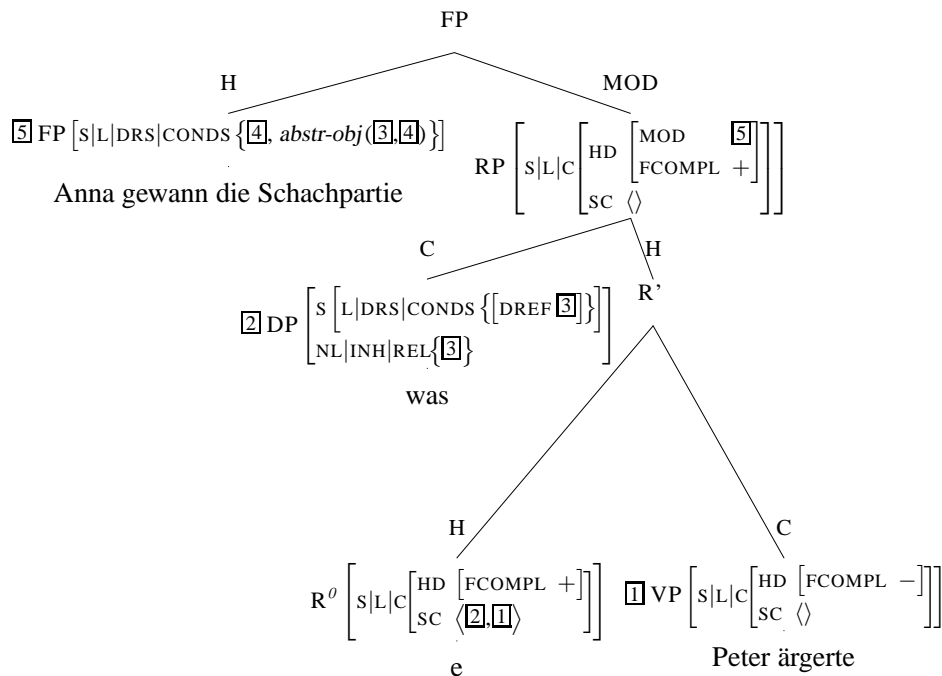 FP
H MOD
5 FP [S|L|DRS|CONDS {4, abstr-obj(3,4)}]
Anna gewann die Schachpartie
RP [S|L|C [HD [MOD 5
FCOMPL +]
SC ⟨⟩]]
C H
2 DP [S [L|DRS|CONDS {[DREF 3]}]
NL|INH|REL{3}]
was
R’
H C
R⁰ [S|L|C [HD [FCOMPL +]
SC ⟨2,1⟩]]
e
1 VP [S|L|C [HD [FCOMPL −]
SC ⟨⟩]]
Peter ärgerte